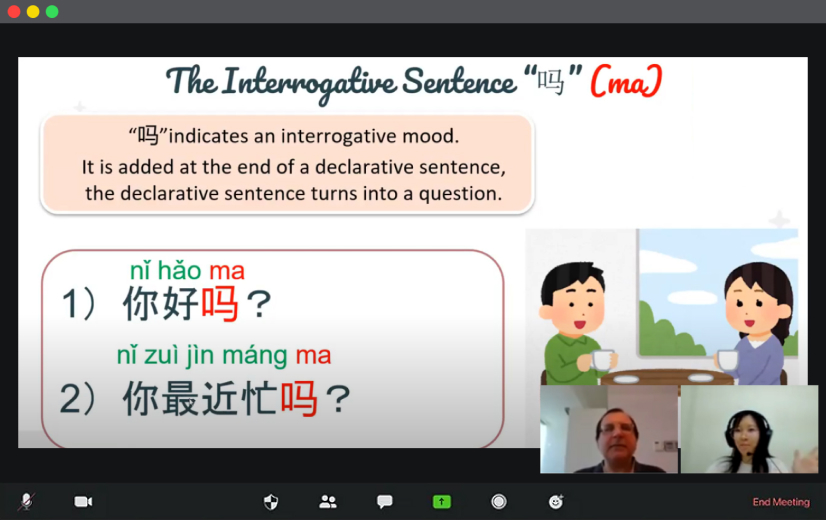 The Interrogative Sentence “吗” (ma)
“吗”indicates an interrogative mood.
It is added at the end of a declarative sentence,
the declarative sentence turns into a question.
nǐ hǎo ma
1） 你好吗？
nǐ zuì jìn máng ma
2） 你最近忙吗？
End Meeting